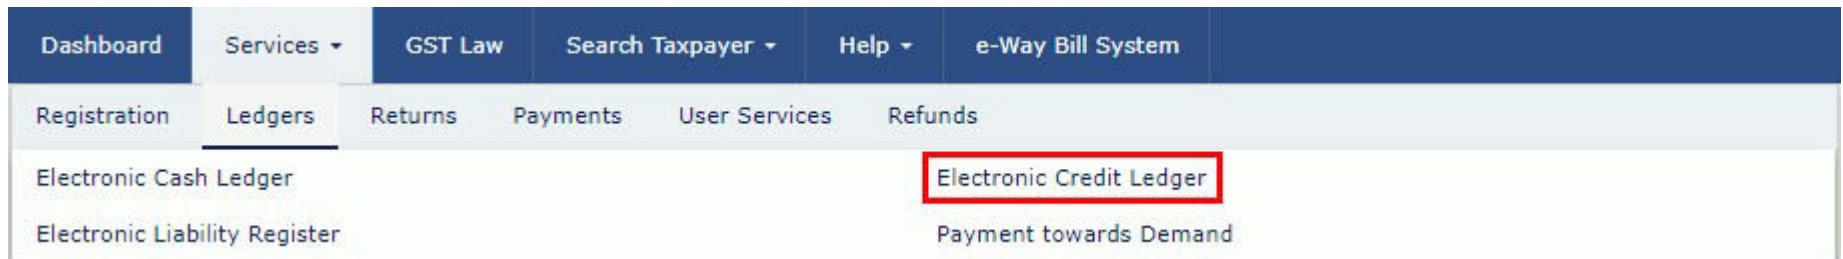 Dashboard Services GST Law Search Taxpayer Help e-Way Bill System
Registration Ledgers Returns Payments User Services Refunds
Electronic Cash Ledger Electronic Credit Ledger
Electronic Liability Register Payment towards Demand